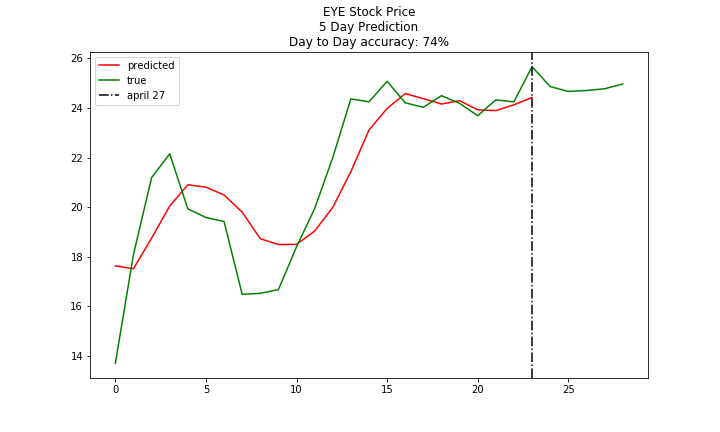 EYE Stock Price
5 Day Prediction
Day to Day accuracy: 74%
predicted
true
april 27
26
24
22
20
18
16
14
0 5 10 15 20 25